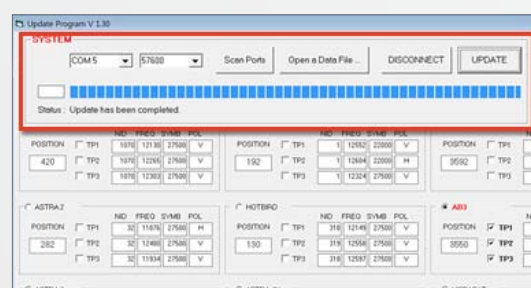 Update Program V 1.30
SYSTEM
COM 5 57600 Scan Ports Open a Data File ... DISCONNECT UPDATE
Status : Update has been completed.
NID FREQ SYMB POL NID FREQ SYMB POL
POSITION TP1 1070 12130 27500 V POSITION TP1 1 12592 22000 H POSITION TP1
420 TP2 1070 12265 27500 V 192 TP2 1 12604 22000 H 3592 TP2
TP3 1070 12303 27500 V TP3 1 12324 27500 V TP3
ASTRA 2 HOTBIRD AB3
NID FREQ SYMB POL NID FREQ SYMB POL
POSITION TP1 32 11676 27500 H POSITION TP1 318 12149 27500 V POSITION TP1
282 TP2 32 12480 27500 V 130 TP2 319 12558 27500 V 3550 TP2
TP3 32 11934 27500 V TP3 318 12597 27500 V TP3